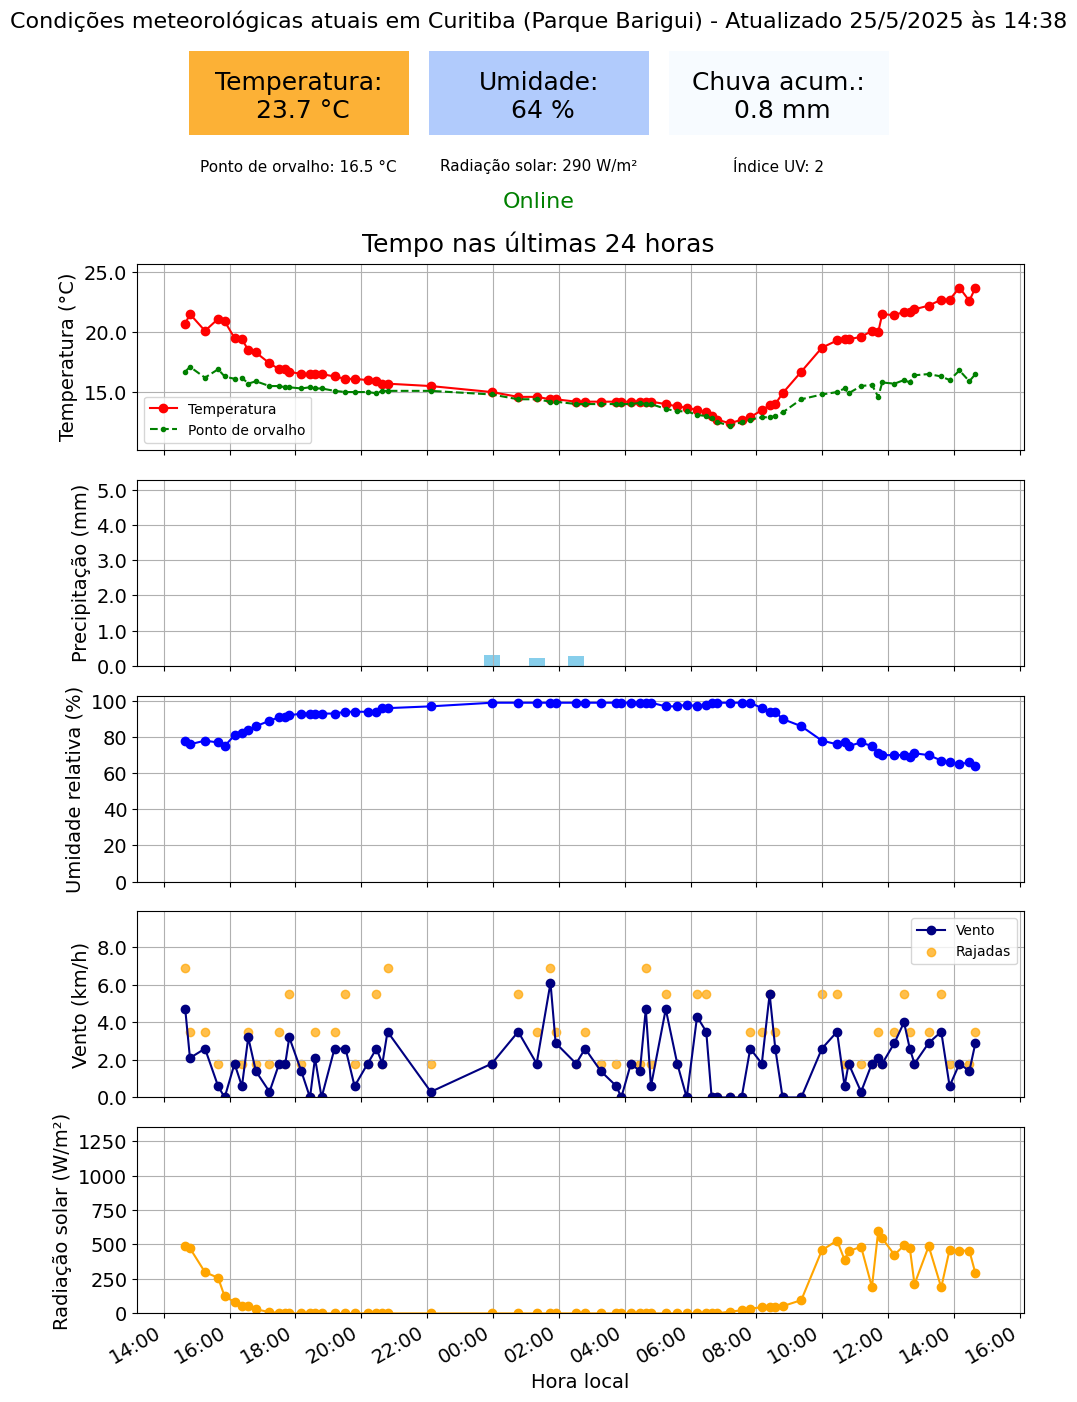 Condições meteorológicas atuais em Curitiba (Parque Barigui) - Atualizado 25/5/2025 às 14:38
Temperatura:
23.7 °C
Umidade:
64 %
Chuva acum.:
0.8 mm
Ponto de orvalho: 16.5 °C
Radiação solar: 290 W/m²
Índice UV: 2
Online
Tempo nas últimas 24 horas
Temperatura (°C)
25.0
20.0
15.0
Temperatura
Ponto de orvalho
Precipitação (mm)
5.0
4.0
3.0
2.0
1.0
0.0
Umidade relativa (%)
100
80
60
40
20
0
Vento (km/h)
8.0
6.0
4.0
2.0
0.0
Vento
Rajadas
Radiação solar (W/m²)
1250
1000
750
500
250
0
14:00
16:00
18:00
20:00
22:00
00:00
02:00
04:00
06:00
08:00
10:00
12:00
14:00
16:00
Hora local